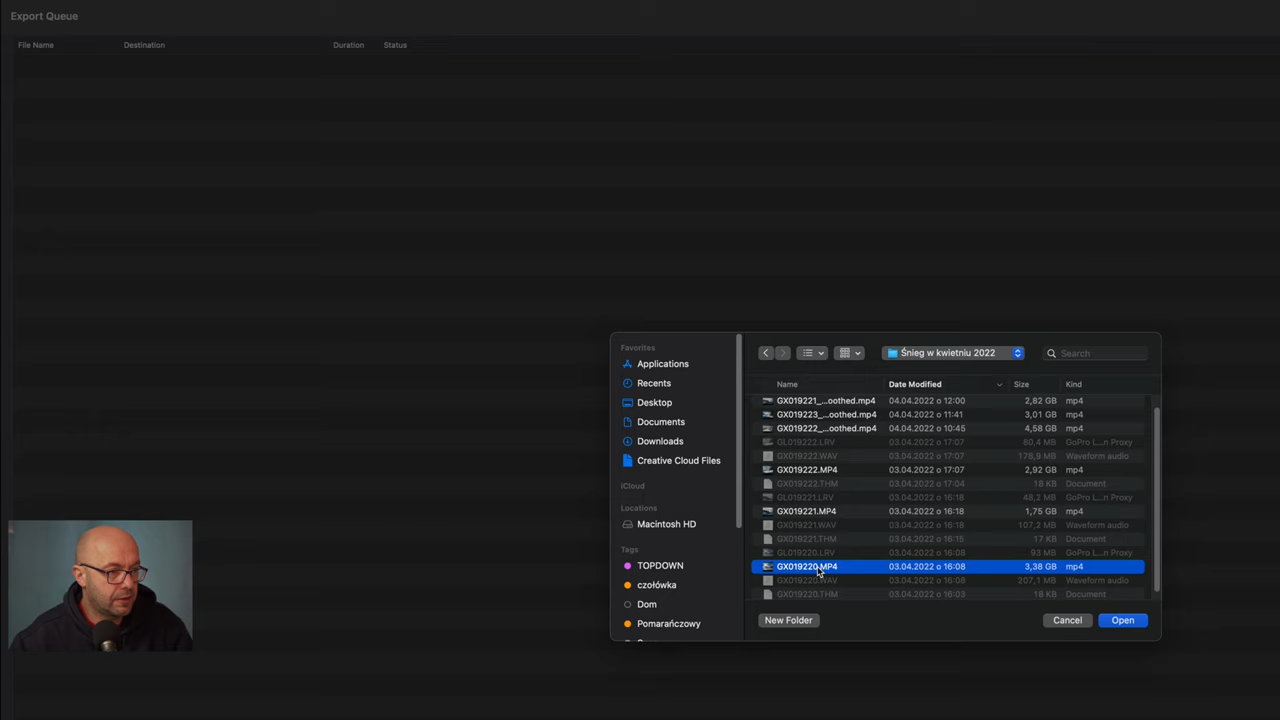 Export Queue
File Name Destination Duration Status
Favorites
Applications
Recents
Desktop
Documents
Downloads
Creative Cloud Files
iCloud
Locations
Macintosh HD
Tags
TOPDOWN
czołówka
Dom
Pomarańczowy
Śnieg w kwietniu 2022
Search
Name Date Modified Size Kind
GX019221_...oothed.mp4 04.04.2022 o 12:00 2,82 GB mp4
GX019223_...oothed.mp4 04.04.2022 o 11:41 3,01 GB mp4
GX019222_...oothed.mp4 04.04.2022 o 10:45 4,58 GB mp4
GL019222.LRV 03.04.2022 o 17:07 80,4 MB GoPro L...n Proxy
GX019222.WAV 03.04.2022 o 17:07 178,9 MB Waveform audio
GX019222.MP4 03.04.2022 o 17:07 2,92 GB mp4
GX019222.THM 03.04.2022 o 17:04 18 KB Document
GL019221.LRV 03.04.2022 o 16:18 48,2 MB GoPro L...n Proxy
GX019221.MP4 03.04.2022 o 16:18 1,75 GB mp4
GX019221.WAV 03.04.2022 o 16:18 107,2 MB Waveform audio
GX019221.THM 03.04.2022 o 16:15 17 KB Document
GL019220.LRV 03.04.2022 o 16:08 93 MB GoPro L...n Proxy
GX019220.MP4 03.04.2022 o 16:08 3,38 GB mp4
GX019220.WAV 03.04.2022 o 16:08 207,1 MB Waveform audio
GX019220.THM 03.04.2022 o 16:03 18 KB Document
New Folder Cancel Open